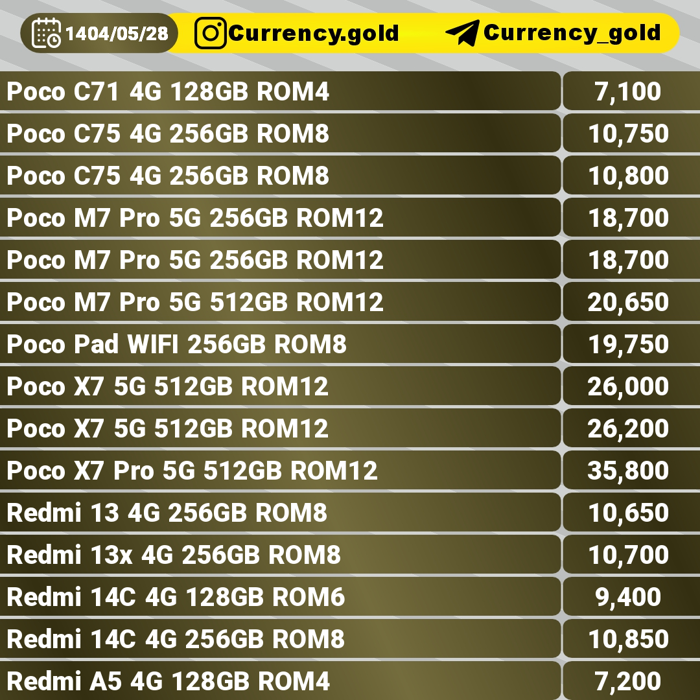 1404/05/28 Currency.gold Currency_gold
Poco C71 4G 128GB ROM4 7,100
Poco C75 4G 256GB ROM8 10,750
Poco C75 4G 256GB ROM8 10,800
Poco M7 Pro 5G 256GB ROM12 18,700
Poco M7 Pro 5G 256GB ROM12 18,700
Poco M7 Pro 5G 512GB ROM12 20,650
Poco Pad WIFI 256GB ROM8 19,750
Poco X7 5G 512GB ROM12 26,000
Poco X7 5G 512GB ROM12 26,200
Poco X7 Pro 5G 512GB ROM12 35,800
Redmi 13 4G 256GB ROM8 10,650
Redmi 13x 4G 256GB ROM8 10,700
Redmi 14C 4G 128GB ROM6 9,400
Redmi 14C 4G 256GB ROM8 10,850
Redmi A5 4G 128GB ROM4 7,200